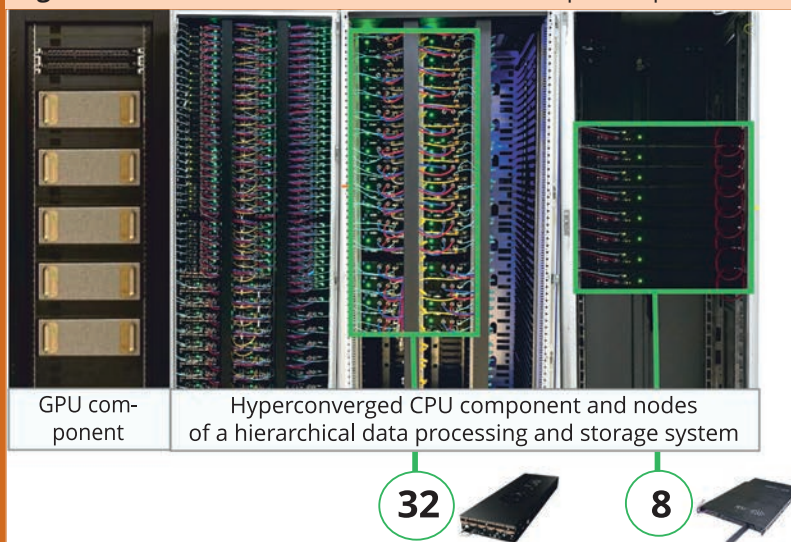 GPU com-
ponent
Hyperconverged CPU component and nodes
of a hierarchical data processing and storage system
32
8